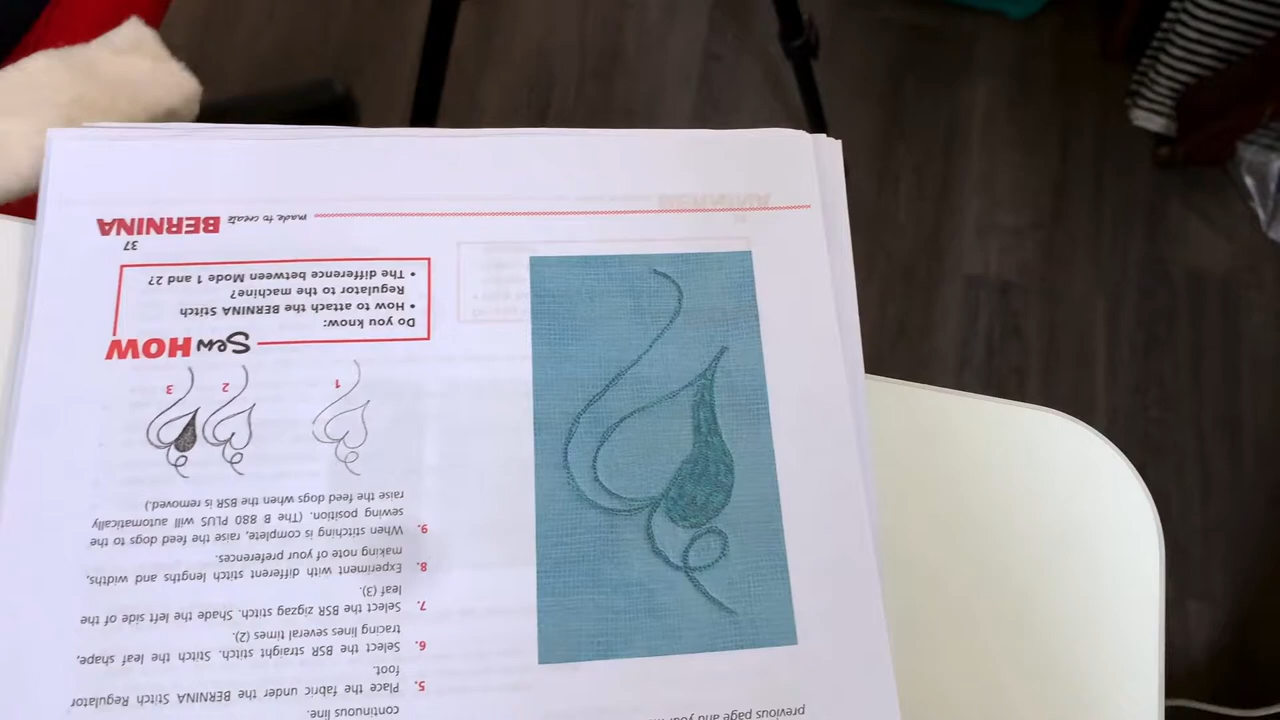 previous page and your
continuous line.
5. Place the fabric under the BERNINA Stitch Regulator
foot.
6. Select the BSR straight stitch. Stitch the leaf shape,
tracing lines several times (2).
7. Select the BSR zigzag stitch. Shade the left side of the
leaf (3).
8. Experiment with different stitch lengths and widths,
making note of your preferences.
9. When stitching is complete, raise the feed dogs to the
sewing position. (The B 880 PLUS will automatically
raise the feed dogs when the BSR is removed.)
1 2 3
Sew HOW
Do you know:
• How to attach the BERNINA Stitch
Regulator to the machine?
• The difference between Mode 1 and 2?
37
made to create BERNINA